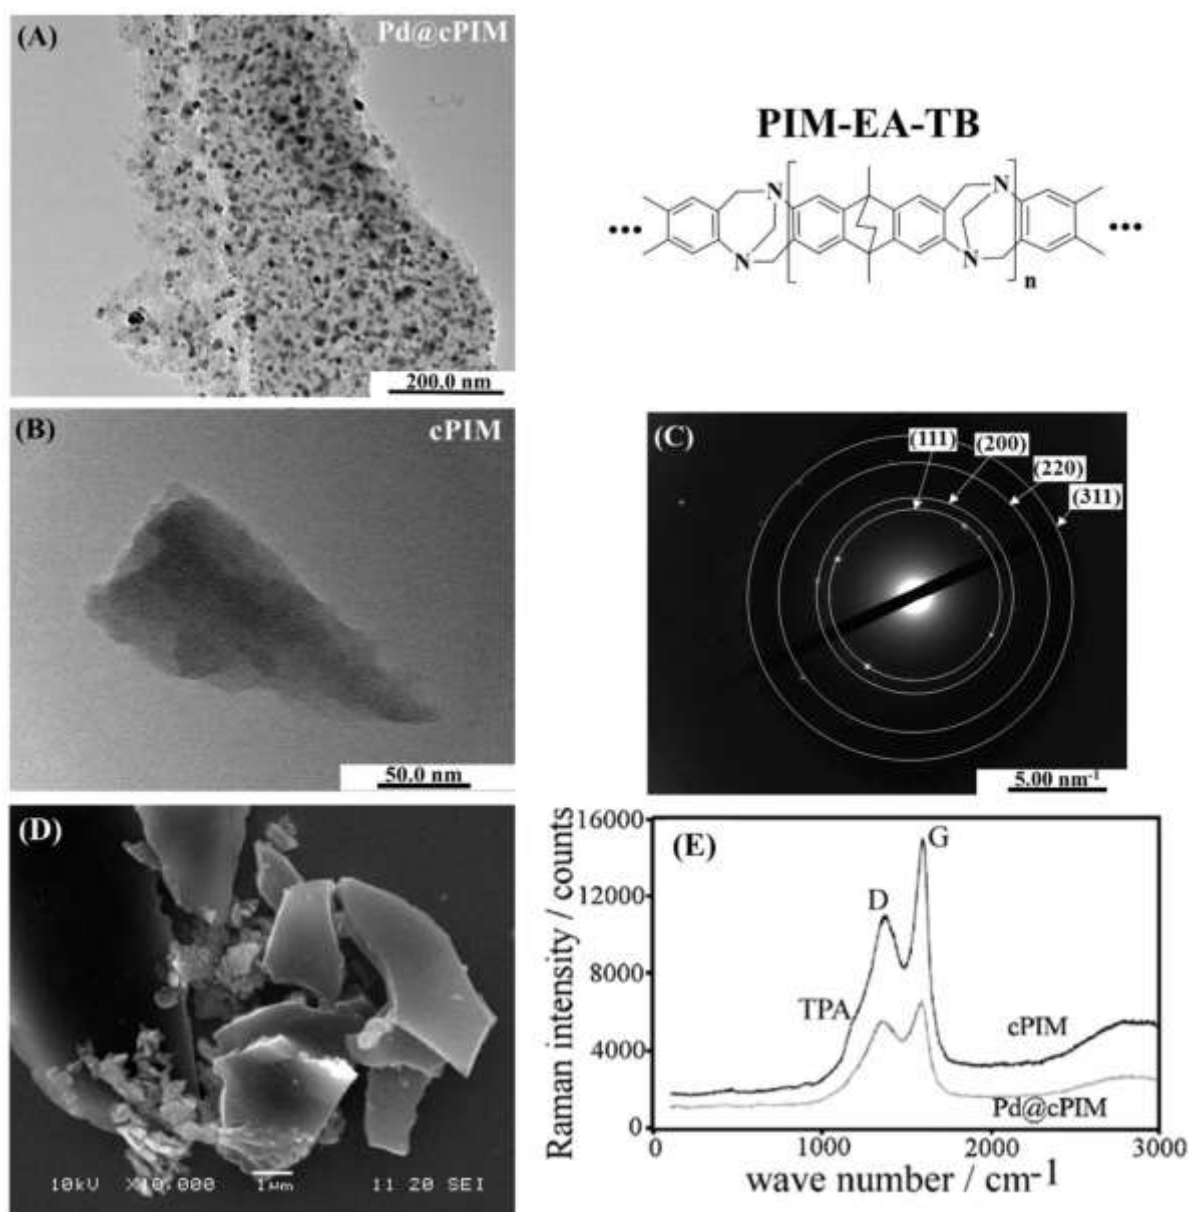 (A)
Pd@cPIM
200.0 nm
PIM-EA-TB
N
N
N
N
n
(B)
cPIM
50.0 nm
(C)
(111)
(200)
(220)
(311)
5.00 nm-1
(D)
10kV X10,000 1μm 11 20 SEI
(E)
16000
12000
8000
4000
0
Raman intensity / counts
G
D
TPA
cPIM
Pd@cPIM
0 1000 2000 3000
wave number / cm-1